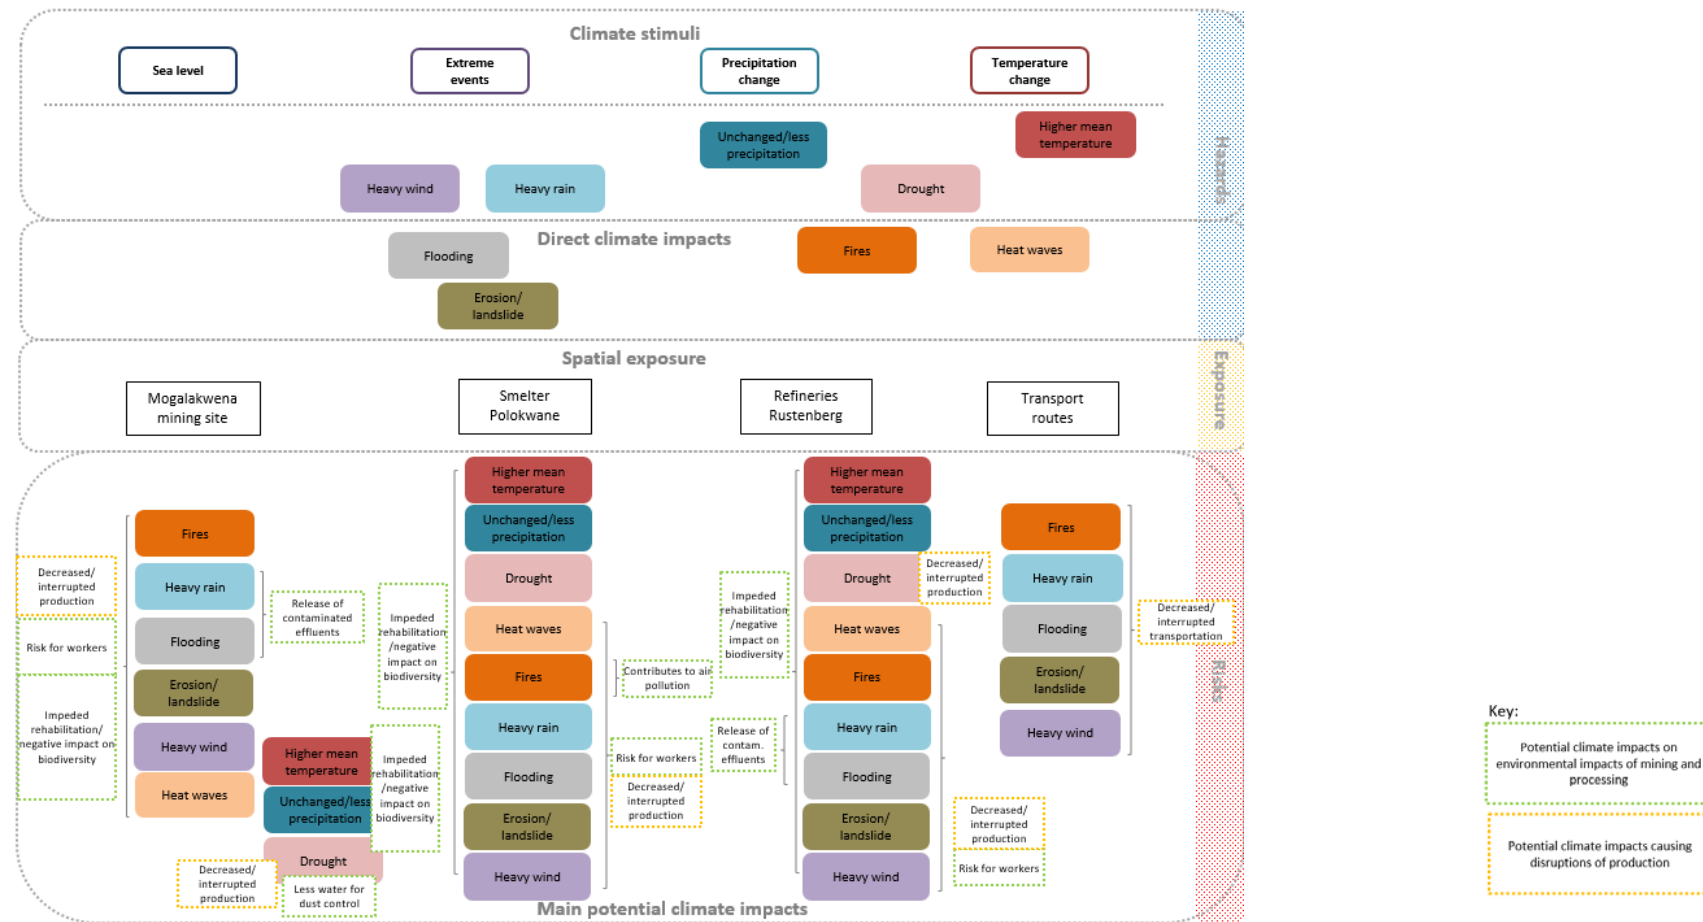 Climate stimuli
Sea level
Extreme
events
Precipitation
change
Temperature
change
Unchanged/less
precipitation
Higher mean
temperature
Heavy wind
Heavy rain
Drought
Hazards
Direct climate impacts
Flooding
Fires
Heat waves
Erosion/
landslide
Spatial exposure
Exposure
Mogalakwena
mining site
Smelter
Polokwane
Refineries
Rustenberg
Transport
routes
Fires
Heavy rain
Flooding
Erosion/
landslide
Heavy wind
Heat waves
Decreased/
interrupted
production
Risk for workers
Impeded
rehabilitation/
negative impact on
biodiversity
Release of
contaminated
effluents
Higher mean
temperature
Unchanged/less
precipitation
Drought
Decreased/
interrupted
production
Less water for
dust control
Impeded
rehabilitation
/negative
impact on
biodiversity
Higher mean
temperature
Unchanged/less
precipitation
Drought
Heat waves
Fires
Heavy rain
Flooding
Erosion/
landslide
Heavy wind
Impeded
rehabilitation
/negative
impact on
biodiversity
Contributes to air
pollution
Risk for workers
Decreased/
interrupted
production
Higher mean
temperature
Unchanged/less
precipitation
Drought
Heat waves
Fires
Heavy rain
Flooding
Erosion/
landslide
Heavy wind
Impeded
rehabilitation
/negative
impact on
biodiversity
Release of
contam.
effluents
Decreased/
interrupted
production
Decreased/
interrupted
production
Risk for workers
Fires
Heavy rain
Flooding
Erosion/
landslide
Heavy wind
Decreased/
interrupted
transportation
Risks
Main potential climate impacts
Key:
Potential climate impacts on
environmental impacts of mining and
processing
Potential climate impacts causing
disruptions of production